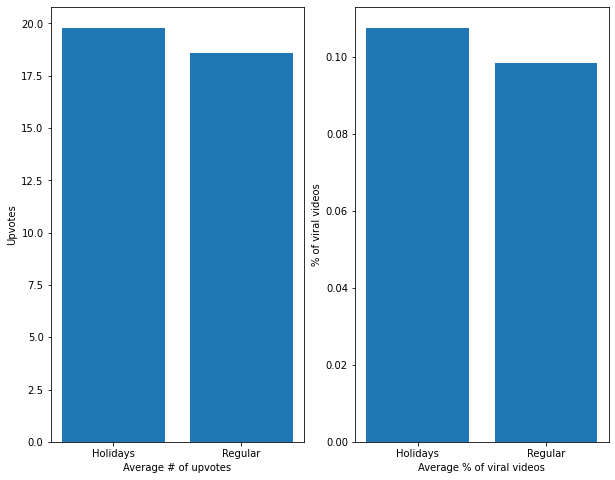 20.0
17.5
15.0
12.5
10.0
7.5
5.0
2.5
0.0
Upvotes
Holidays Regular
Average # of upvotes
0.10
0.08
0.06
0.04
0.02
0.00
% of viral videos
Holidays Regular
Average % of viral videos